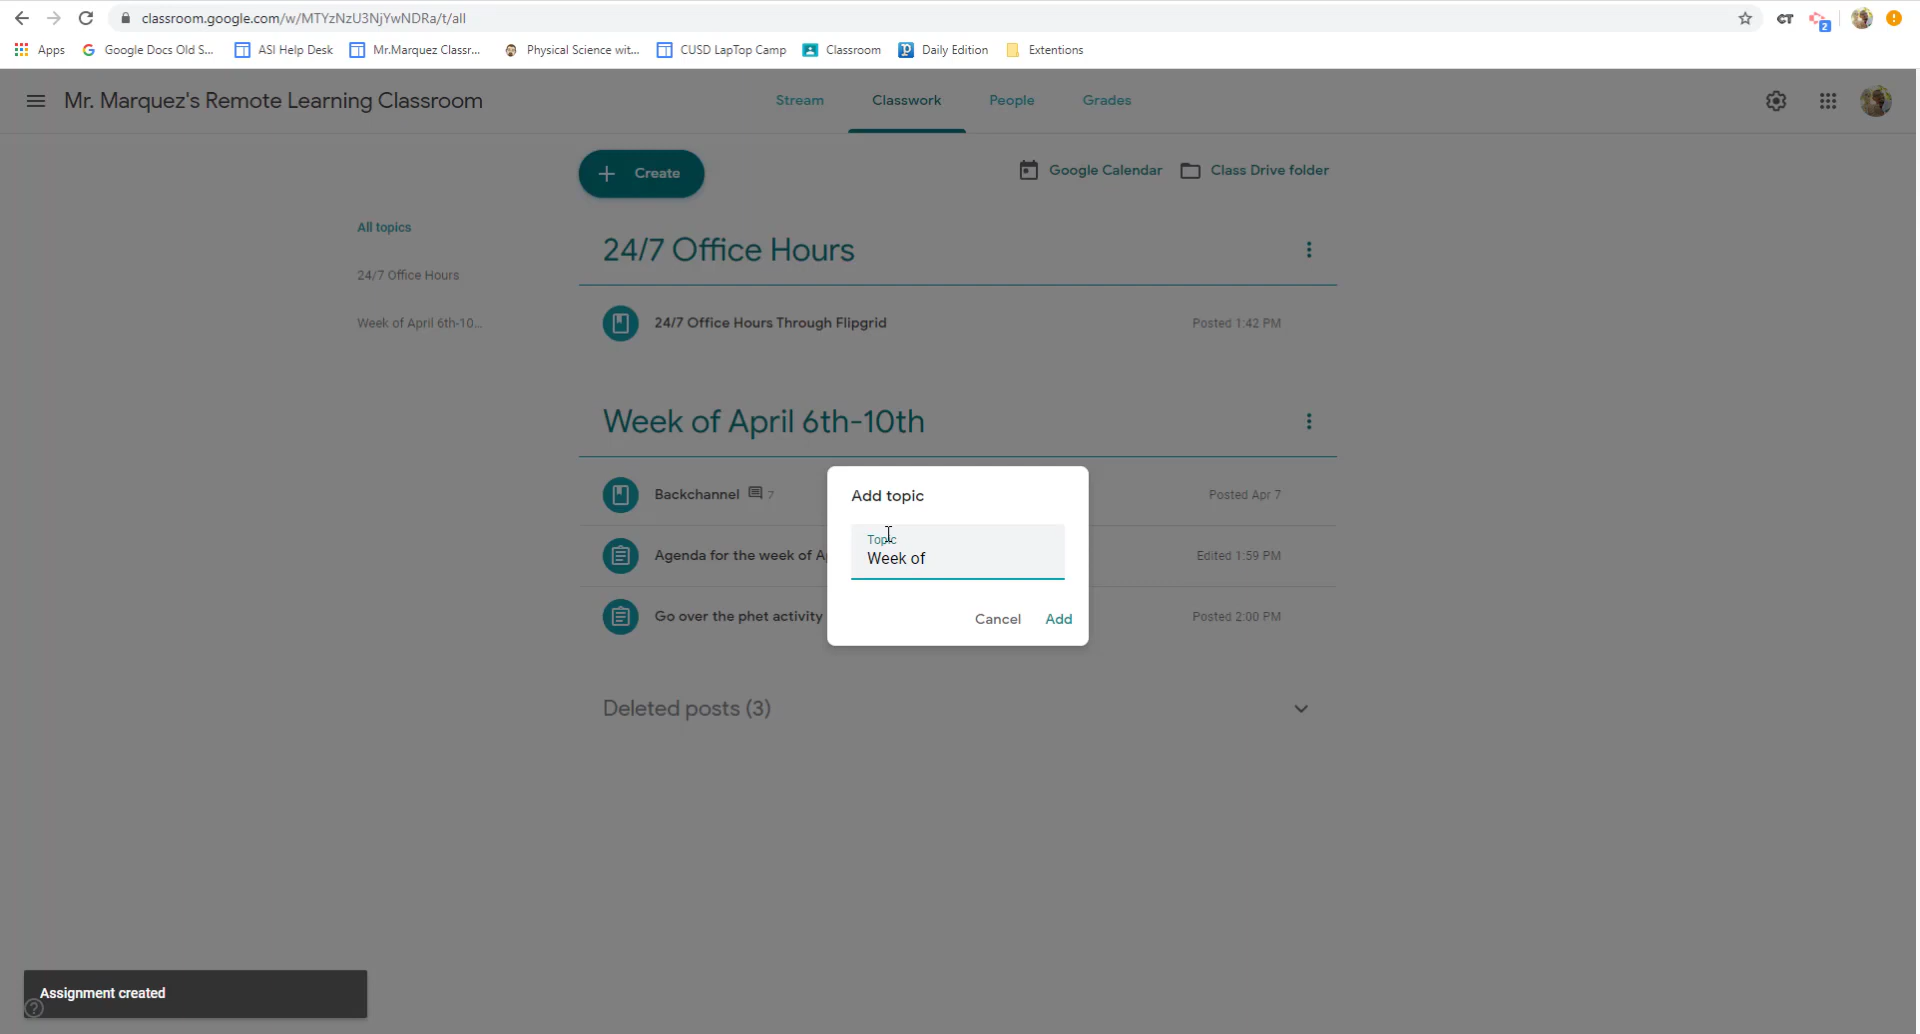 classroom.google.com/w/MTYzNzU3NjYwNDRa/t/all
Apps Google Docs Old S... ASI Help Desk Mr.Marquez Classr... Physical Science wit... CUSD LapTop Camp Classroom Daily Edition Extentions
CT 2
Mr. Marquez's Remote Learning Classroom Stream Classwork People Grades
Create Google Calendar Class Drive folder
All topics
24/7 Office Hours
Week of April 6th-10...
24/7 Office Hours
24/7 Office Hours Through Flipgrid Posted 1:42 PM
Week of April 6th-10th
Backchannel 7 Posted Apr 7
Agenda for the week of A Edited 1:59 PM
Go over the phet activity Posted 2:00 PM
Add topic
Topic
Week of
Cancel Add
Deleted posts (3)
Assignment created